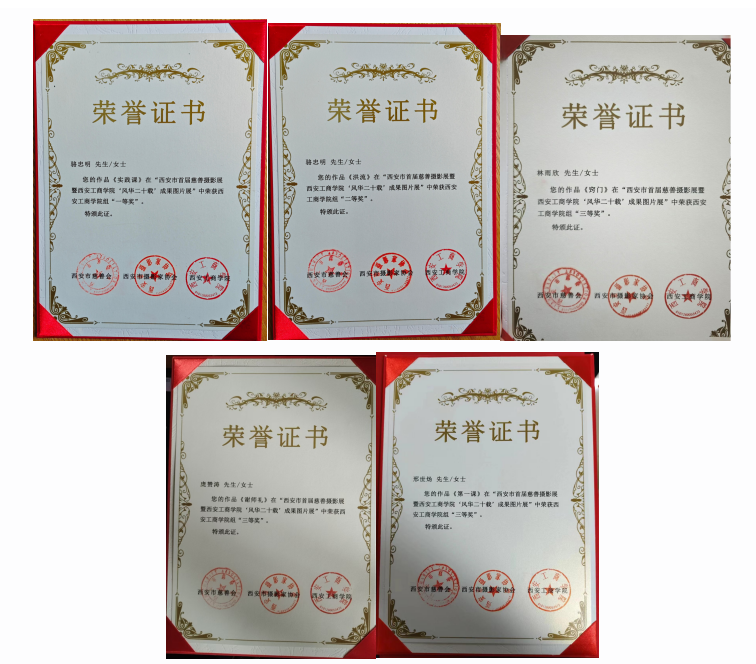 荣誉证书
骆忠明 先生/女士
您的作品《实践课》在“西安市首届慈善摄影展
暨西安工商学院‘风华二十载’成果图片展”中荣获西
安工商学院组“一等奖”。
特颁此证。
西安市慈善会 西安市摄影家协会 西安工商学院
荣誉证书
骆忠明 先生/女士
您的作品《洪流》在“西安市首届慈善摄影展暨
西安工商学院‘风华二十载’成果图片展”中荣获西安
工商学院组“二等奖”。
特颁此证。
西安市慈善会 西安市摄影家协会 西安工商学院
荣誉证书
林雨欣 先生/女士
您的作品《窍门》在“西安市首届慈善摄影展暨
西安工商学院‘风华二十载’成果图片展”中荣获西安
工商学院组“三等奖”。
特颁此证。
西安市慈善会 西安市摄影家协会 西安工商学院
荣誉证书
庞赞涛 先生/女士
您的作品《谢师礼》在“西安市首届慈善摄影展
暨西安工商学院‘风华二十载’成果图片展”中荣获西
安工商学院组“三等奖”。
特颁此证。
西安市慈善会 西安市摄影家协会 西安工商学院
荣誉证书
邢世炀 先生/女士
您的作品《第一课》在“西安市首届慈善摄影展
暨西安工商学院‘风华二十载’成果图片展”中荣获西
安工商学院组“三等奖”。
特颁此证。
西安市慈善会 西安市摄影家协会 西安工商学院